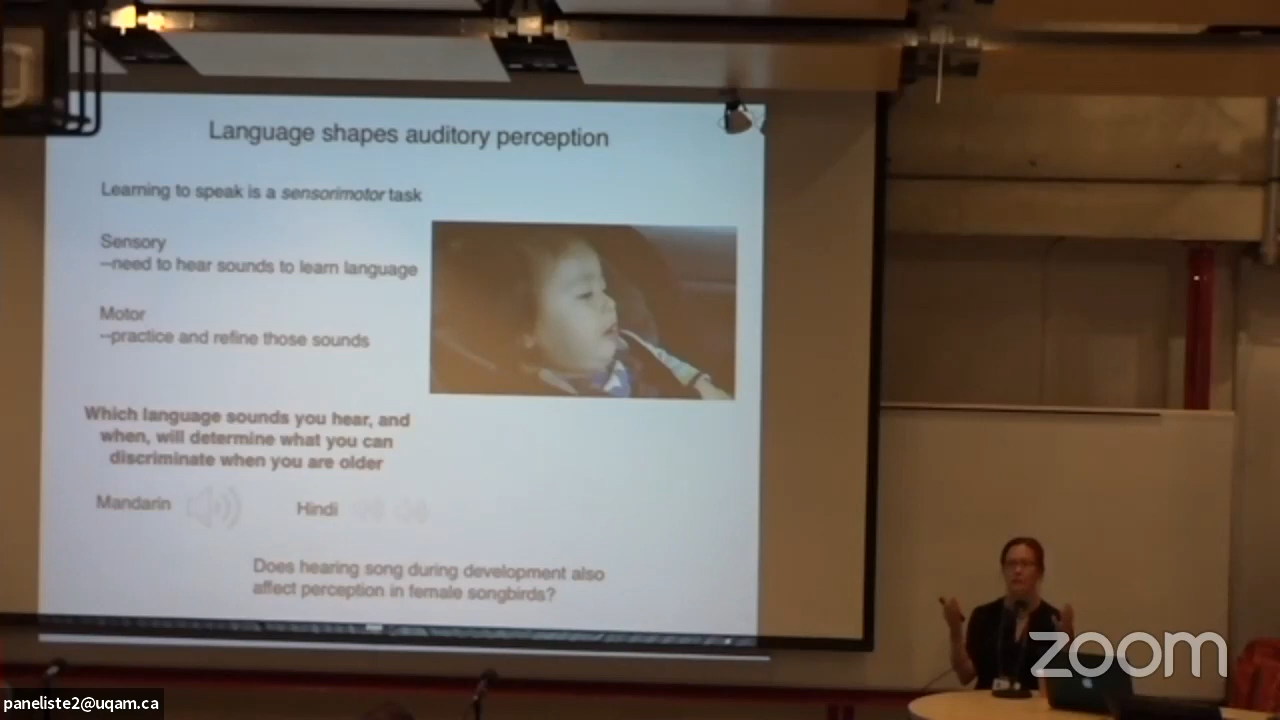 Language shapes auditory perception
Learning to speak is a sensorimotor task
Sensory
--need to hear sounds to learn language
Motor
--practice and refine those sounds
Which language sounds you hear, and
when, will determine what you can
discriminate when you are older
Mandarin
Hindi
Does hearing song during development also
affect perception in female songbirds?
zoom
paneliste2@uqam.ca